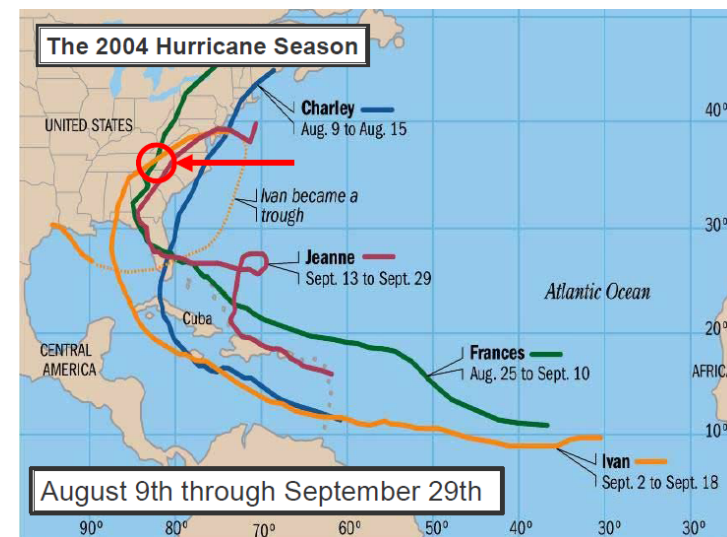 The 2004 Hurricane Season
UNITED STATES
Charley
Aug. 9 to Aug. 15
40°
Ivan became a
trough
30°
Jeanne
Sept. 13 to Sept. 29
Atlantic Ocean
Cuba
20°
CENTRAL
AMERICA
Frances
Aug. 25 to Sept. 10
AFRIC
10°
Ivan
Sept. 2 to Sept. 18
August 9th through September 29th
90° 80° 70° 60° 50° 40° 30° 30°